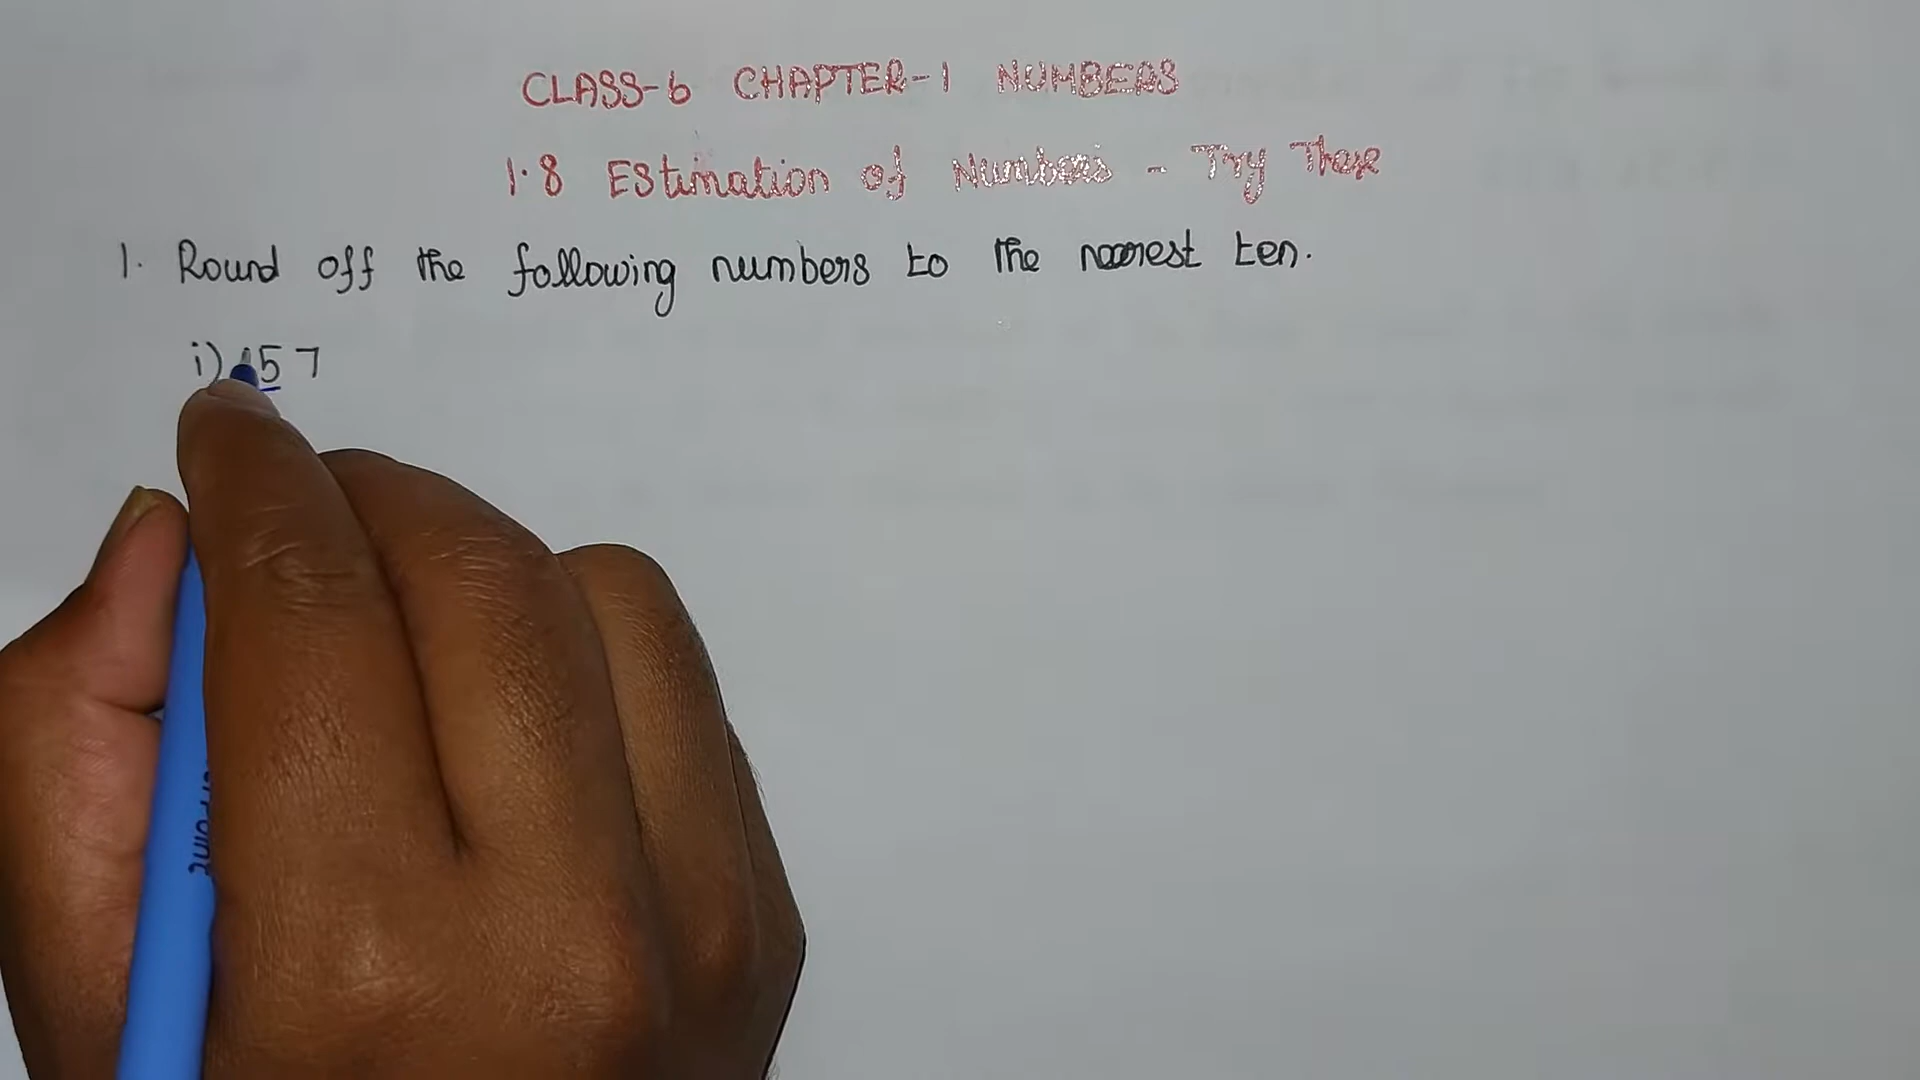 CLASS-6 CHAPTER-1 NUMBERS
1.8 Estimation of Numbers - Try These
1. Round off the following numbers to the nearest ten.
i) 57